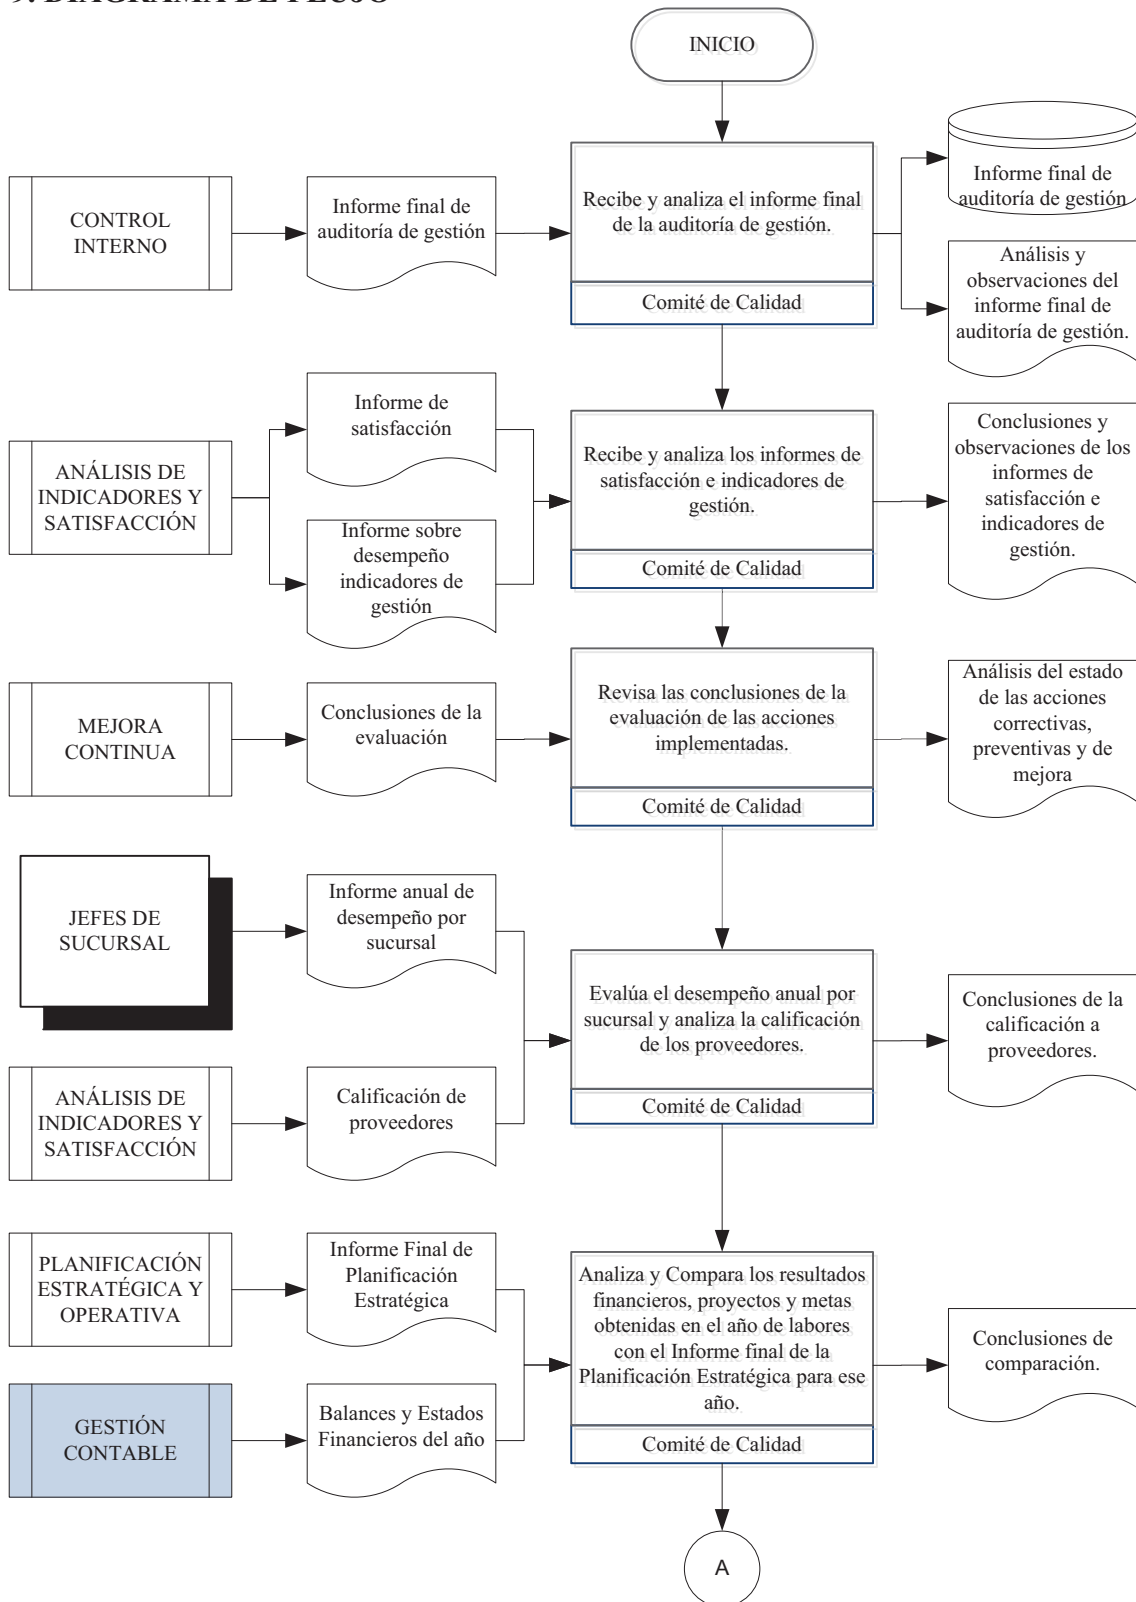 9. DIAGRAMA DE FLUJO
INICIO
CONTROL
INTERNO
Informe final de
auditoría de gestión
Recibe y analiza el informe final
de la auditoría de gestión.
Comité de Calidad
Informe final de
auditoría de gestión
Análisis y
observaciones del
informe final de
auditoría de gestión.
ANÁLISIS DE
INDICADORES Y
SATISFACCIÓN
Informe de
satisfacción
Informe sobre
desempeño
indicadores de
gestión
Recibe y analiza los informes de
satisfacción e indicadores de
gestión.
Comité de Calidad
Conclusiones y
observaciones de los
informes de
satisfacción e
indicadores de
gestión.
MEJORA
CONTINUA
Conclusiones de la
evaluación
Revisa las conclusiones de la
evaluación de las acciones
implementadas.
Comité de Calidad
Análisis del estado
de las acciones
correctivas,
preventivas y de
mejora
JEFES DE
SUCURSAL
Informe anual de
desempeño por
sucursal
ANÁLISIS DE
INDICADORES Y
SATISFACCIÓN
Calificación de
proveedores
Evalúa el desempeño anual por
sucursal y analiza la calificación
de los proveedores.
Comité de Calidad
Conclusiones de la
calificación a
proveedores.
PLANIFICACIÓN
ESTRATÉGICA Y
OPERATIVA
Informe Final de
Planificación
Estratégica
GESTIÓN
CONTABLE
Balances y Estados
Financieros del año
Analiza y Compara los resultados
financieros, proyectos y metas
obtenidas en el año de labores
con el Informe final de la
Planificación Estratégica para ese
año.
Comité de Calidad
Conclusiones de
comparación.
A